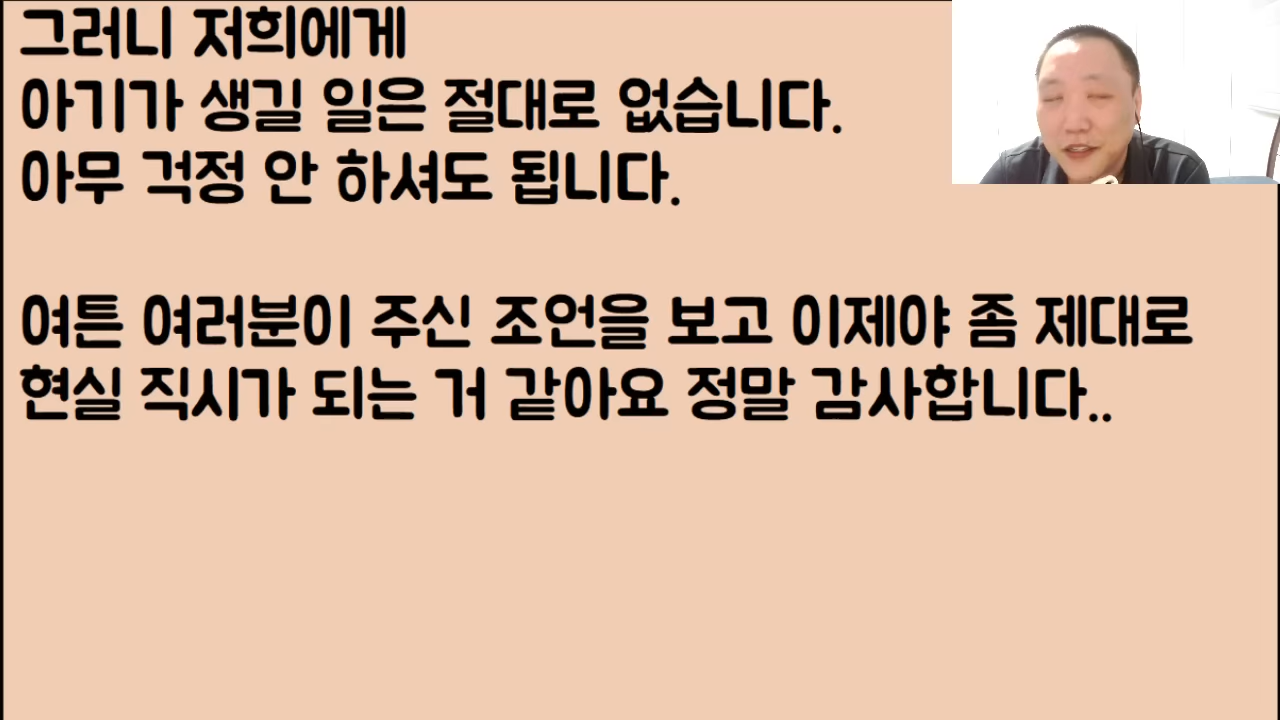 그러니 저희에게
아기가 생길 일은 절대로 없습니다.
아무 걱정 안 하셔도 됩니다.
여튼 여러분이 주신 조언을 보고 이제야 좀 제대로
현실 직시가 되는 거 같아요 정말 감사합니다..